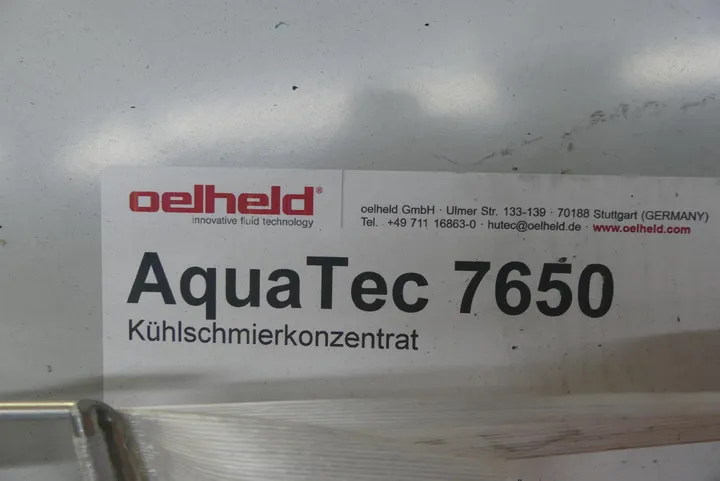 oelheld®
innovative fluid technology
oelheld GmbH · Ulmer Str. 133-139 · 70188 Stuttgart (GERMANY)
Tel. +49 711 16863-0 · hutec@oelheld.de · www.oelheld.com
AquaTec 7650
Kühlschmierkonzentrat